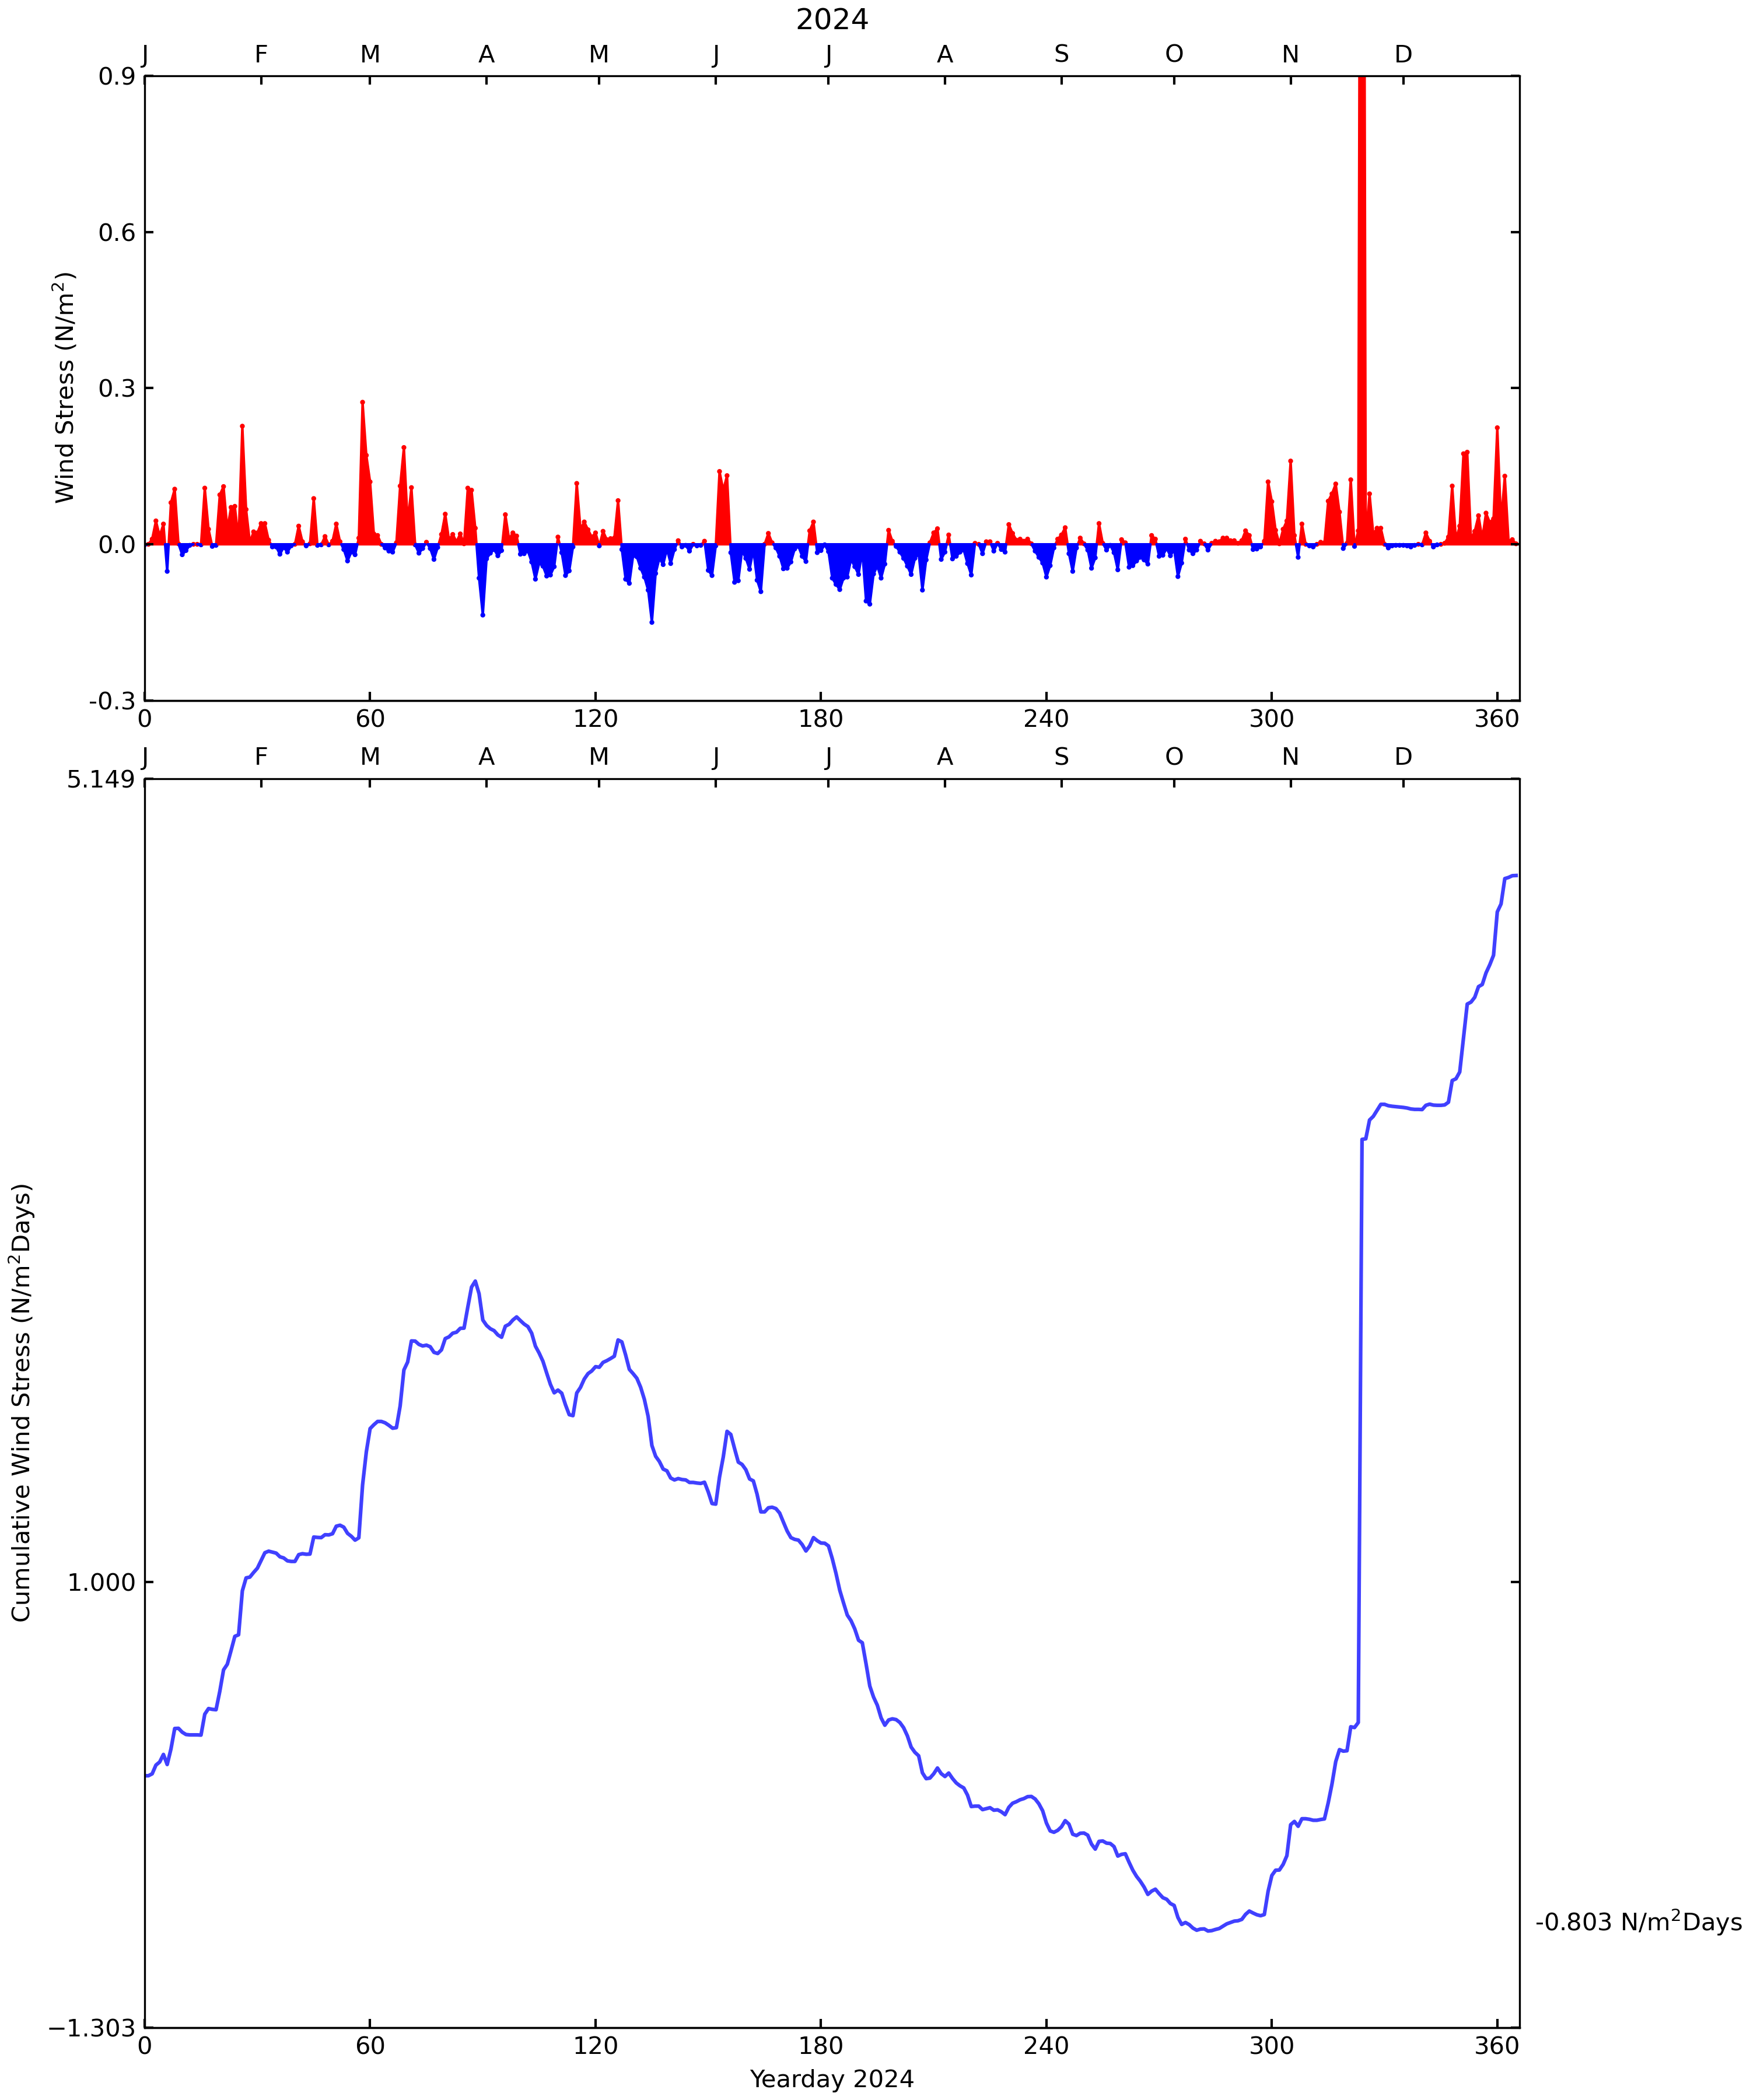 2024
J F M A M J J A S O N D
0.9
0.6
0.3
0.0
-0.3
Wind Stress (N/m²)
0 60 120 180 240 300 360
J F M A M J J A S O N D
5.149
1.000
−1.303
Cumulative Wind Stress (N/m²Days)
-0.803 N/m²Days
0 60 120 180 240 300 360
Yearday 2024